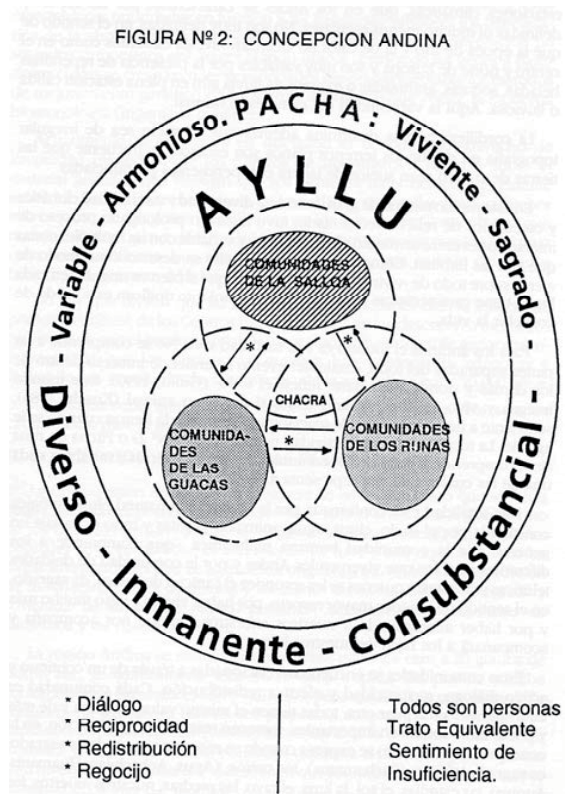 FIGURA Nº 2: CONCEPCION ANDINA
Diverso - Variable - Armonioso. PACHA: Viviente - Sagrado - Consubstancial - Inmanente -
AYLLU
COMUNIDADES
DE LA SALLQA
*
*
CHACRA
*
COMUNIDA-
DES
DE LAS
GUACAS
COMUNIDADES
DE LOS RUNAS
* Diálogo
* Reciprocidad
* Redistribución
* Regocijo
Todos son personas
Trato Equivalente
Sentimiento de
Insuficiencia.